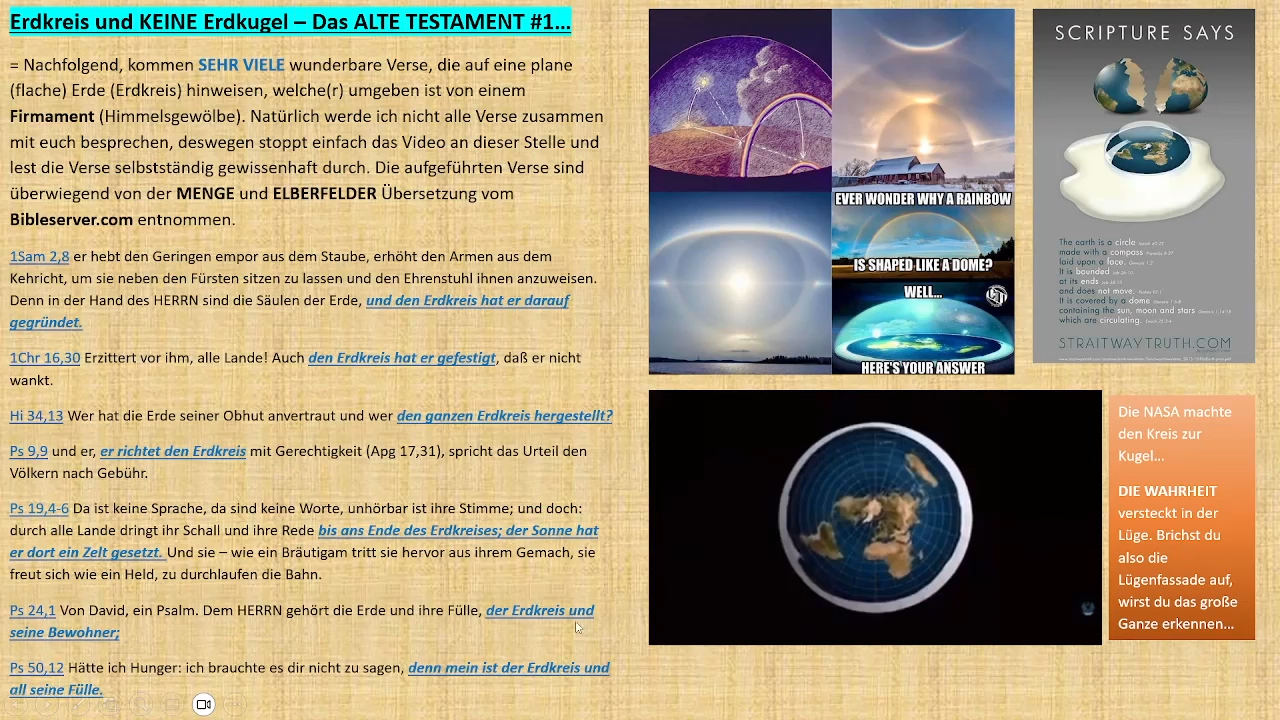 Erdkreis und KEINE Erdkugel – Das ALTE TESTAMENT #1...
= Nachfolgend, kommen SEHR VIELE wunderbare Verse, die auf eine plane
(flache) Erde (Erdkreis) hinweisen, welche(r) umgeben ist von einem
Firmament (Himmelsgewölbe). Natürlich werde ich nicht alle Verse zusammen
mit euch besprechen, deswegen stoppt einfach das Video an dieser Stelle und
lest die Verse selbstständig gewissenhaft durch. Die aufgeführten Verse sind
überwiegend von der MENGE und ELBERFELDER Übersetzung vom
Bibleserver.com entnommen.
1Sam 2,8 er hebt den Geringen empor aus dem Staube, erhöht den Armen aus dem
Kehricht, um sie neben den Fürsten sitzen zu lassen und den Ehrenstuhl ihnen anzuweisen.
Denn in der Hand des HERRN sind die Säulen der Erde, und den Erdkreis hat er darauf
gegründet.
1Chr 16,30 Erzittert vor ihm, alle Lande! Auch den Erdkreis hat er gefestigt, daß er nicht
wankt.
Hi 34,13 Wer hat die Erde seiner Obhut anvertraut und wer den ganzen Erdkreis hergestellt?
Ps 9,9 und er, er richtet den Erdkreis mit Gerechtigkeit (Apg 17,31), spricht das Urteil den
Völkern nach Gebühr.
Ps 19,4-6 Da ist keine Sprache, da sind keine Worte, unhörbar ist ihre Stimme; und doch:
durch alle Lande dringt ihr Schall und ihre Rede bis ans Ende des Erdkreises; der Sonne hat
er dort ein Zelt gesetzt. Und sie – wie ein Bräutigam tritt sie hervor aus ihrem Gemach, sie
freut sich wie ein Held, zu durchlaufen die Bahn.
Ps 24,1 Von David, ein Psalm. Dem HERRN gehört die Erde und ihre Fülle, der Erdkreis und
seine Bewohner;
Ps 50,12 Hätte ich Hunger: ich brauchte es dir nicht zu sagen, denn mein ist der Erdkreis und
all seine Fülle.
EVER WONDER WHY A RAINBOW
IS SHAPED LIKE A DOME?
WELL...
HERE'S YOUR ANSWER
SCRIPTURE SAYS
The earth is a circle
made with a compass
laid upon a face.
It is bounded
at its ends
and does not move.
It is covered by a dome
containing the sun, moon and stars
which are circulating.
STRAITWAYTRUTH.COM
Die NASA machte
den Kreis zur
Kugel...
DIE WAHRHEIT
versteckt in der
Lüge. Brichst du
also die
Lügenfassade auf,
wirst du das große
Ganze erkennen...